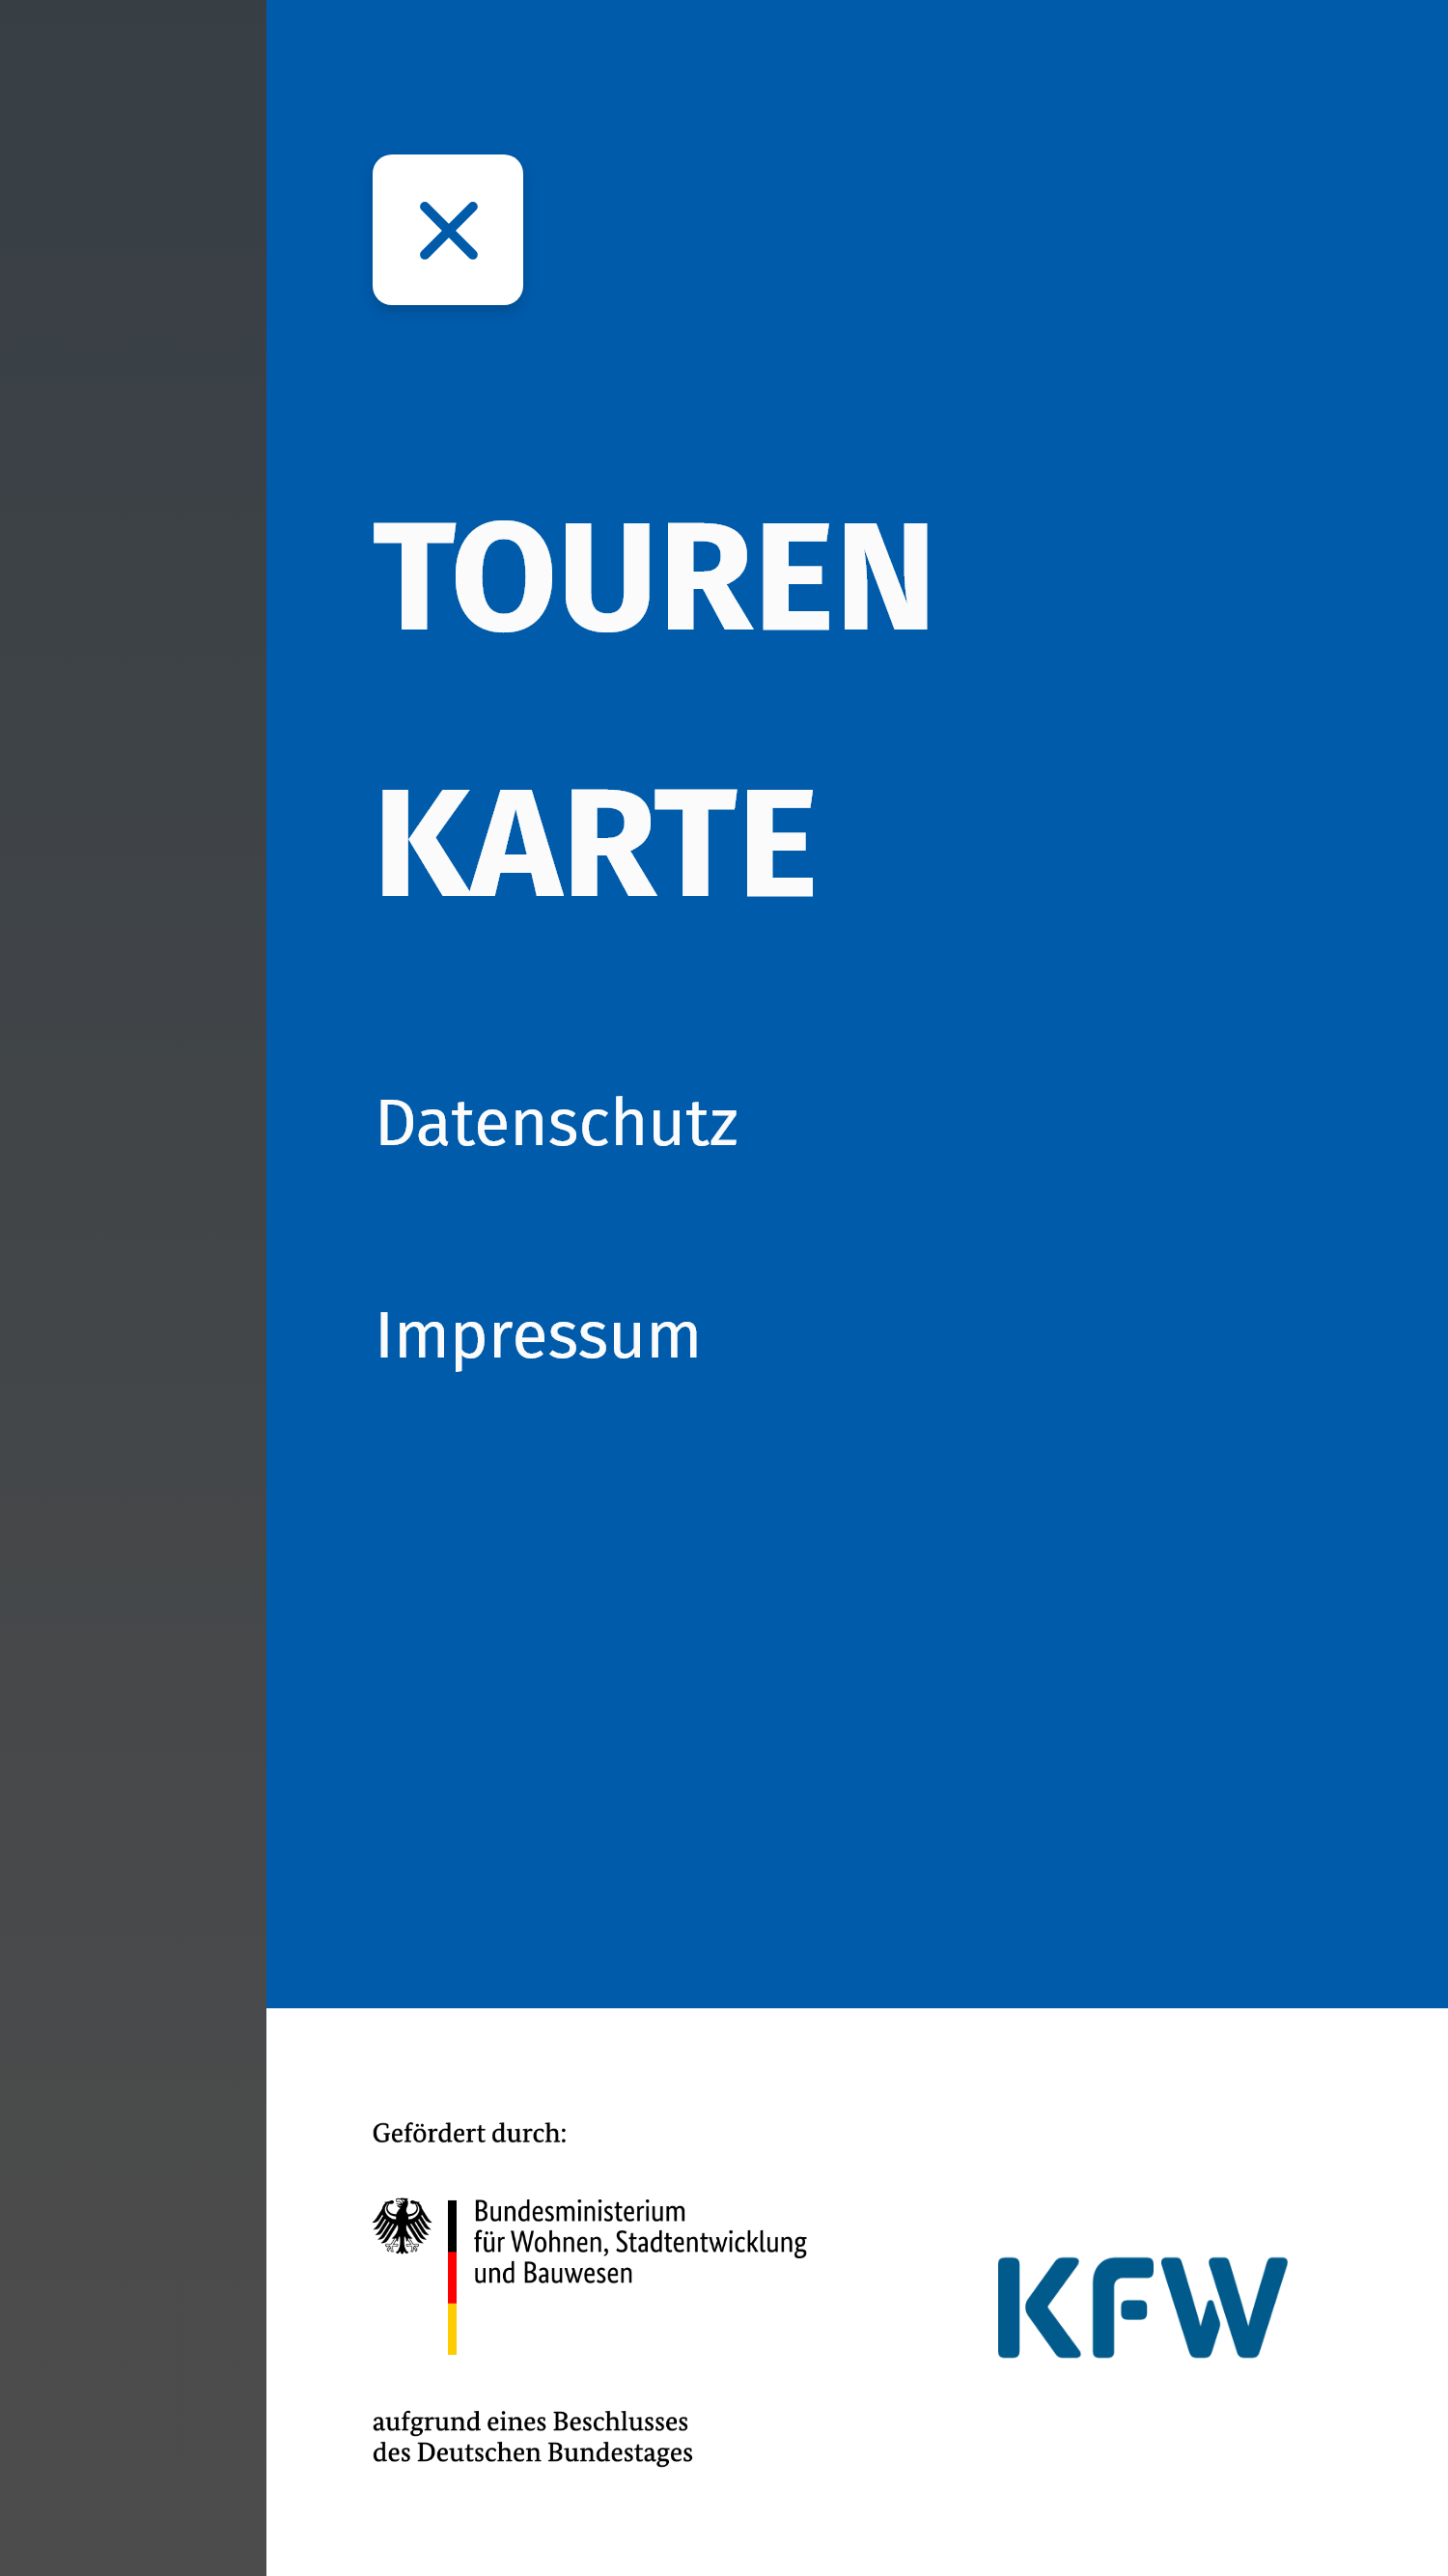 TOUREN
KARTE
Datenschutz
Impressum
Gefördert durch:
Bundesministerium
für Wohnen, Stadtentwicklung
und Bauwesen
KFW
aufgrund eines Beschlusses
des Deutschen Bundestages